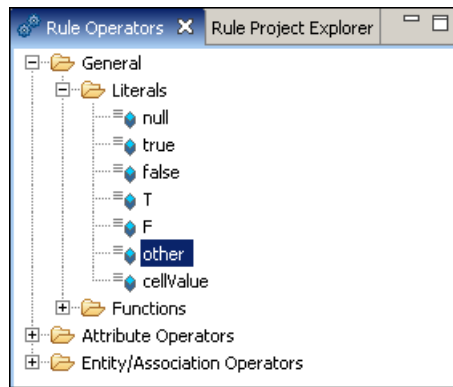 Rule Operators Rule Project Explorer
General
Literals
null
true
false
T
F
other
cellValue
Functions
Attribute Operators
Entity/Association Operators